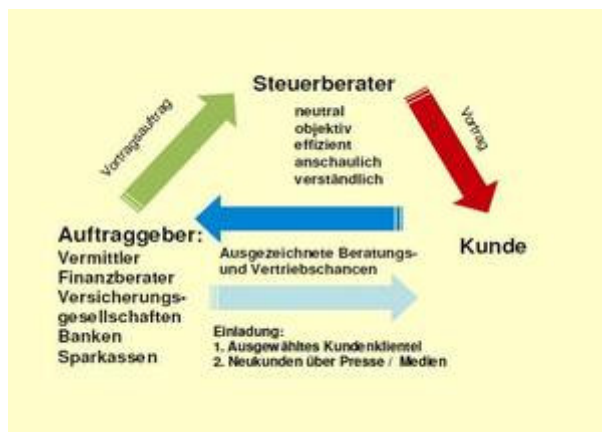 Steuerberater
neutral
objektiv
effizient
anschaulich
verständlich
Vortragsauftrag
Vortrag
Auftraggeber:
Vermittler
Finanzberater
Versicherungs-
gesellschaften
Banken
Sparkassen
Kunde
Ausgezeichnete Beratungs-
und Vertriebschancen
Einladung:
1. Ausgewähltes Kundenklientel
2. Neukunden über Presse / Medien